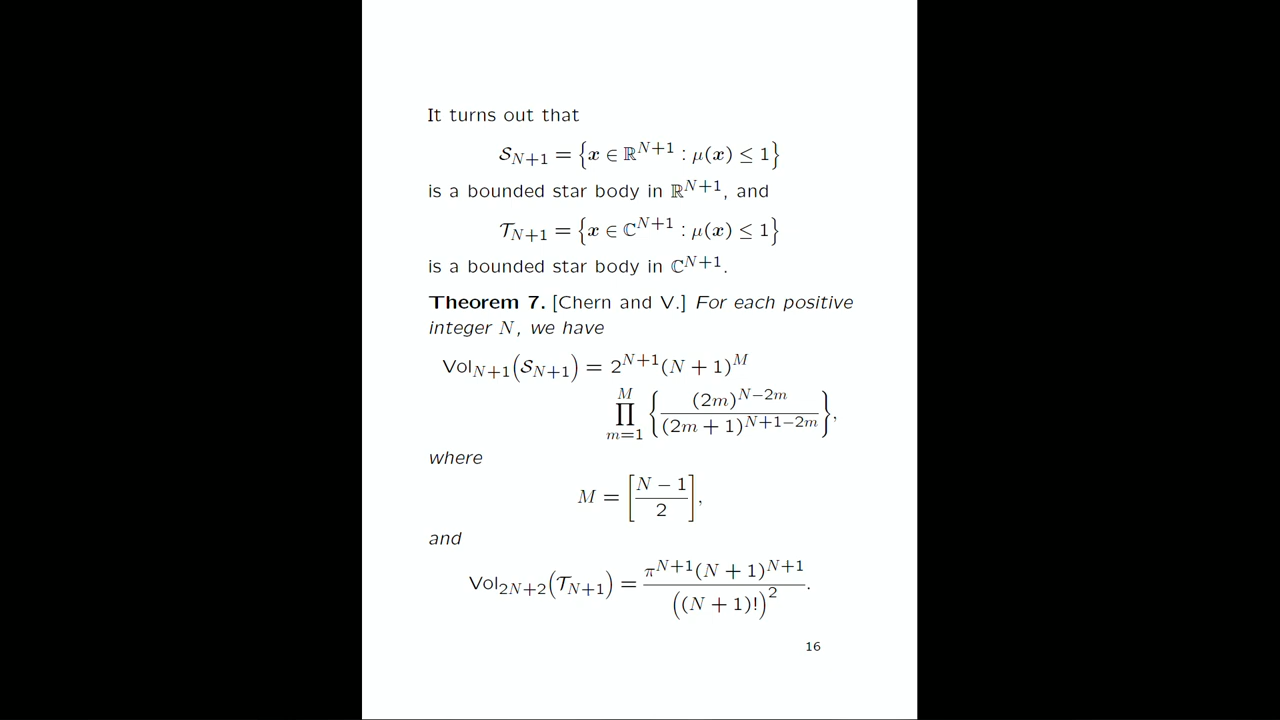 It turns out that
𝒮_{N+1} = {𝒙 ∈ ℝ^{N+1} : μ(𝒙) ≤ 1}
is a bounded star body in ℝ^{N+1}, and
𝒯_{N+1} = {𝒙 ∈ ℂ^{N+1} : μ(𝒙) ≤ 1}
is a bounded star body in ℂ^{N+1}.
Theorem 7. [Chern and V.] For each positive
integer N, we have
Vol_{N+1}(𝒮_{N+1}) = 2^{N+1}(N + 1)^M
∏_{m=1}^{M} { \frac{(2m)^{N−2m}}{(2m + 1)^{N+1−2m}} },
where
M = [ \frac{N − 1}{2} ],
and
Vol_{2N+2}(𝒯_{N+1}) = \frac{π^{N+1}(N + 1)^{N+1}}{((N + 1)!)^2}.
16